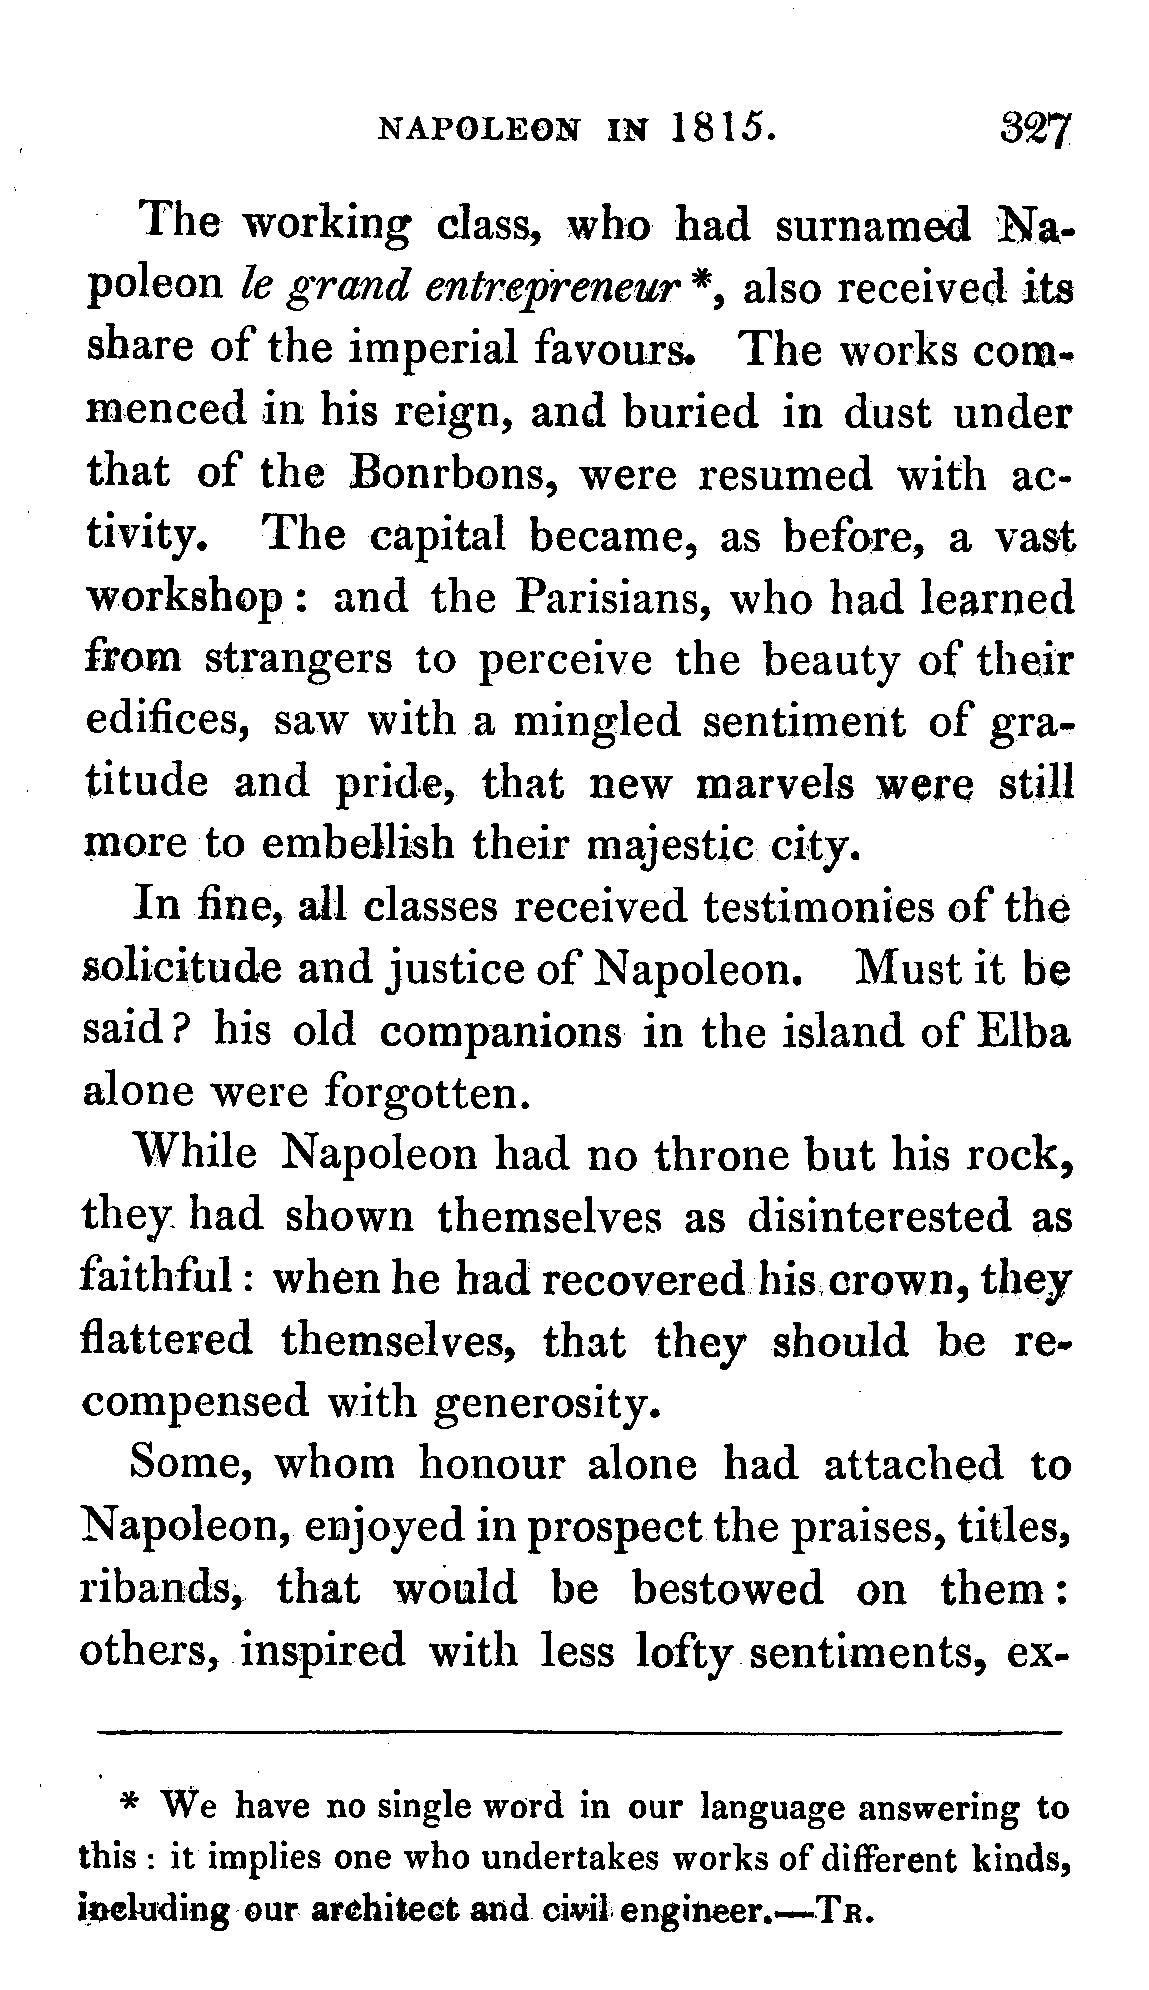 NAPOLEON IN 1815. 327
The working class, who had surnamed Na-
poleon le grand entrepreneur *, also received its
share of the imperial favours. The works com-
menced in his reign, and buried in dust under
that of the Bonrbons, were resumed with ac-
tivity. The capital became, as before, a vast
workshop : and the Parisians, who had learned
from strangers to perceive the beauty of their
edifices, saw with a mingled sentiment of gra-
titude and pride, that new marvels were still
more to embellish their majestic city.
In fine, all classes received testimonies of the
solicitude and justice of Napoleon. Must it be
said? his old companions in the island of Elba
alone were forgotten.
While Napoleon had no throne but his rock,
they had shown themselves as disinterested as
faithful : when he had recovered his crown, they
flattered themselves, that they should be re-
compensed with generosity.
Some, whom honour alone had attached to
Napoleon, enjoyed in prospect the praises, titles,
ribands, that would be bestowed on them :
others, inspired with less lofty sentiments, ex-
* We have no single word in our language answering to
this : it implies one who undertakes works of different kinds,
including our architect and civil engineer.—TR.